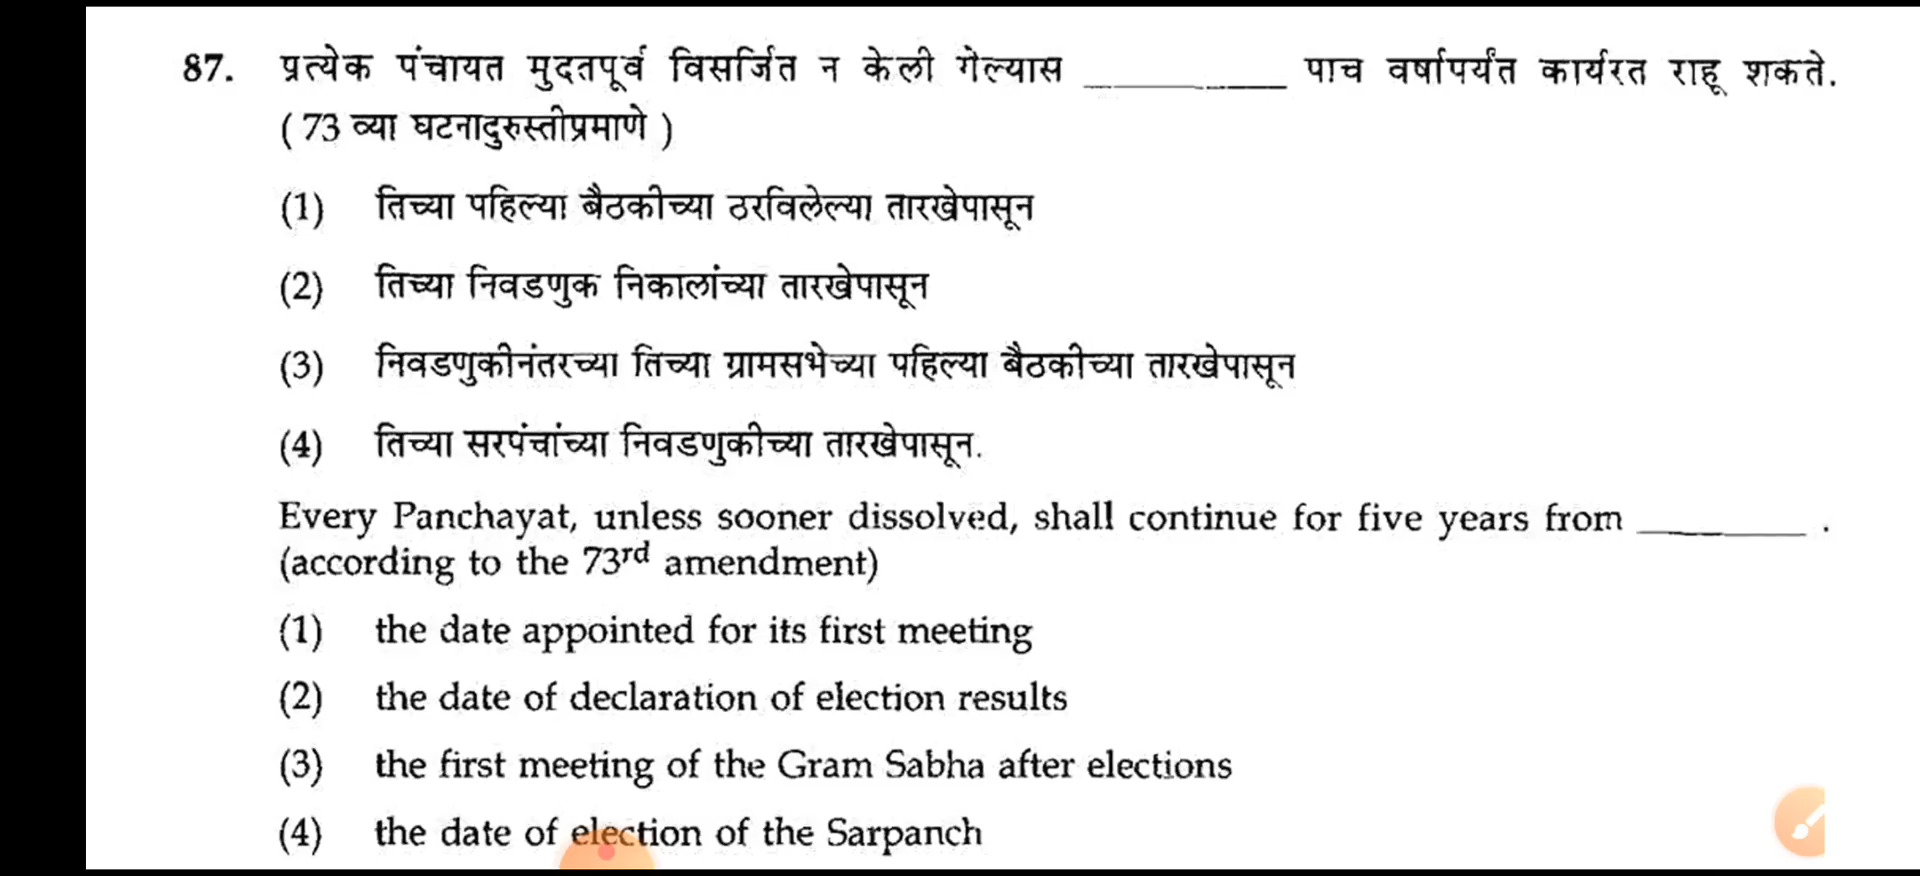 87. प्रत्येक पंचायत मुदतपूर्व विसर्जित न केली गेल्यास __________ पाच वर्षापर्यंत कार्यरत राहू शकते.
( 73 व्या घटनादुरुस्तीप्रमाणे )
(1) तिच्या पहिल्या बैठकीच्या ठरविलेल्या तारखेपासून
(2) तिच्या निवडणुक निकालांच्या तारखेपासून
(3) निवडणुकीनंतरच्या तिच्या ग्रामसभेच्या पहिल्या बैठकीच्या तारखेपासून
(4) तिच्या सरपंचांच्या निवडणुकीच्या तारखेपासून.
Every Panchayat, unless sooner dissolved, shall continue for five years from ________ .
(according to the 73rd amendment)
(1) the date appointed for its first meeting
(2) the date of declaration of election results
(3) the first meeting of the Gram Sabha after elections
(4) the date of election of the Sarpanch